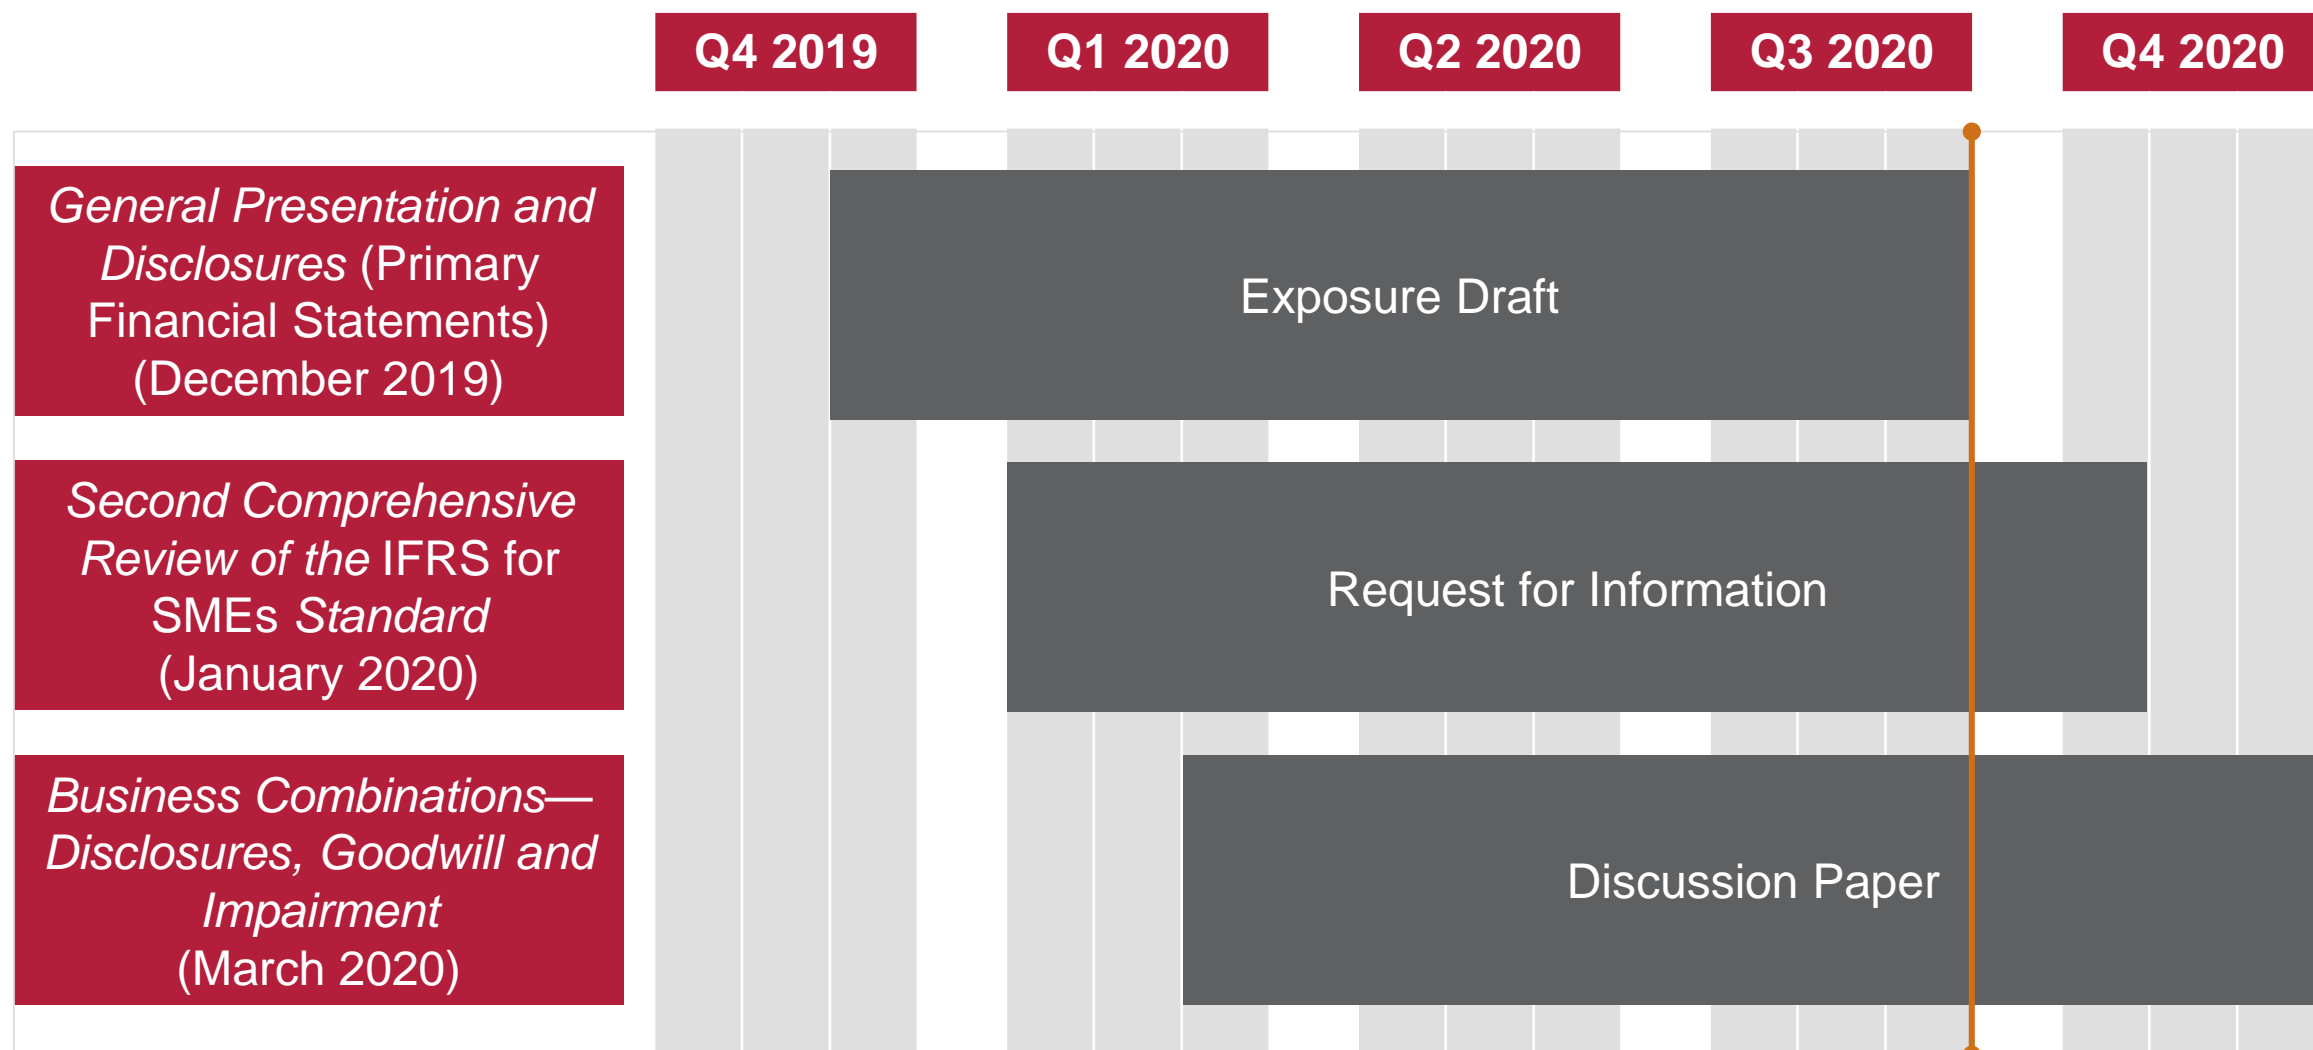 Q4 2019
Q1 2020
Q2 2020
Q3 2020
Q4 2020
General Presentation and
Disclosures (Primary
Financial Statements)
(December 2019)
Exposure Draft
Second Comprehensive
Review of the IFRS for
SMEs Standard
(January 2020)
Request for Information
Business Combinations—
Disclosures, Goodwill and
Impairment
(March 2020)
Discussion Paper